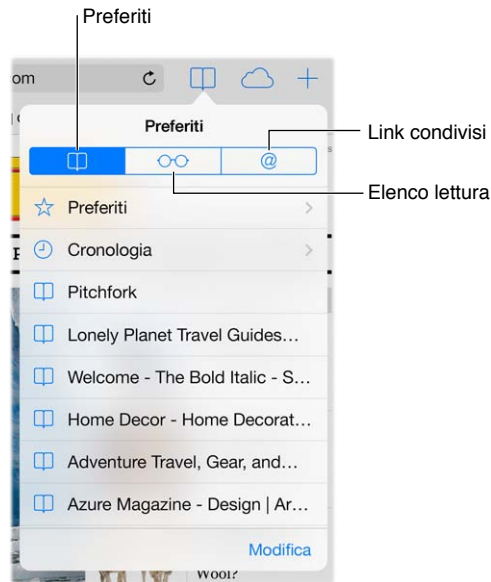 Preferiti
om
Preferiti
Link condivisi
@
Elenco lettura
Preferiti
Cronologia
Pitchfork
Lonely Planet Travel Guides…
Welcome - The Bold Italic - S…
Home Decor - Home Decorat…
Adventure Travel, Gear, and…
Azure Magazine - Design | Ar…
Modifica
Wool?